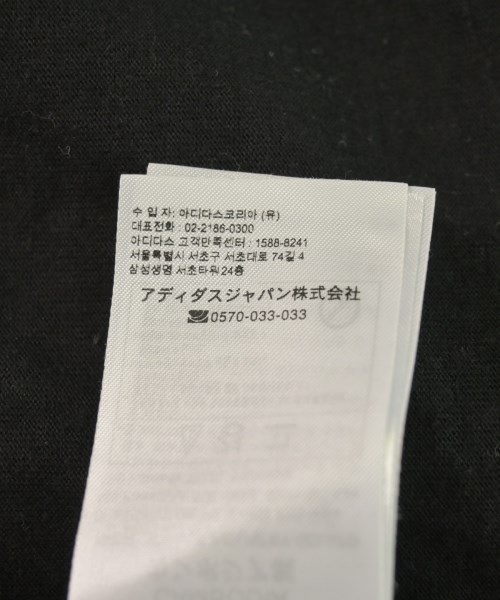 수 입 자: 아디다스코리아 (유)
대표전화 : 02-2186-0300
아디다스 고객만족센터 : 1588-8241
서울특별시 서초구 서초대로 74길 4
삼성생명 서초타워 24층
アディダスジャパン株式会社
0570-033-033